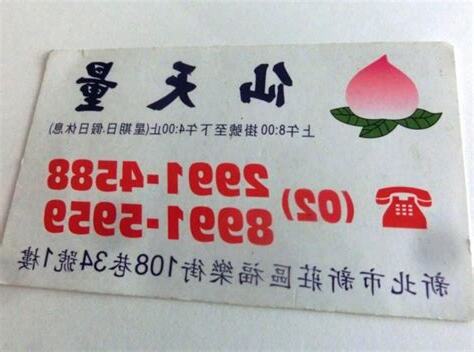 仙天量
上午8:00掛號至下午4:00止(星期日.假日休息)
(02) 2991-4588
8991-5959
新北市新莊區福樂街108巷34號1樓